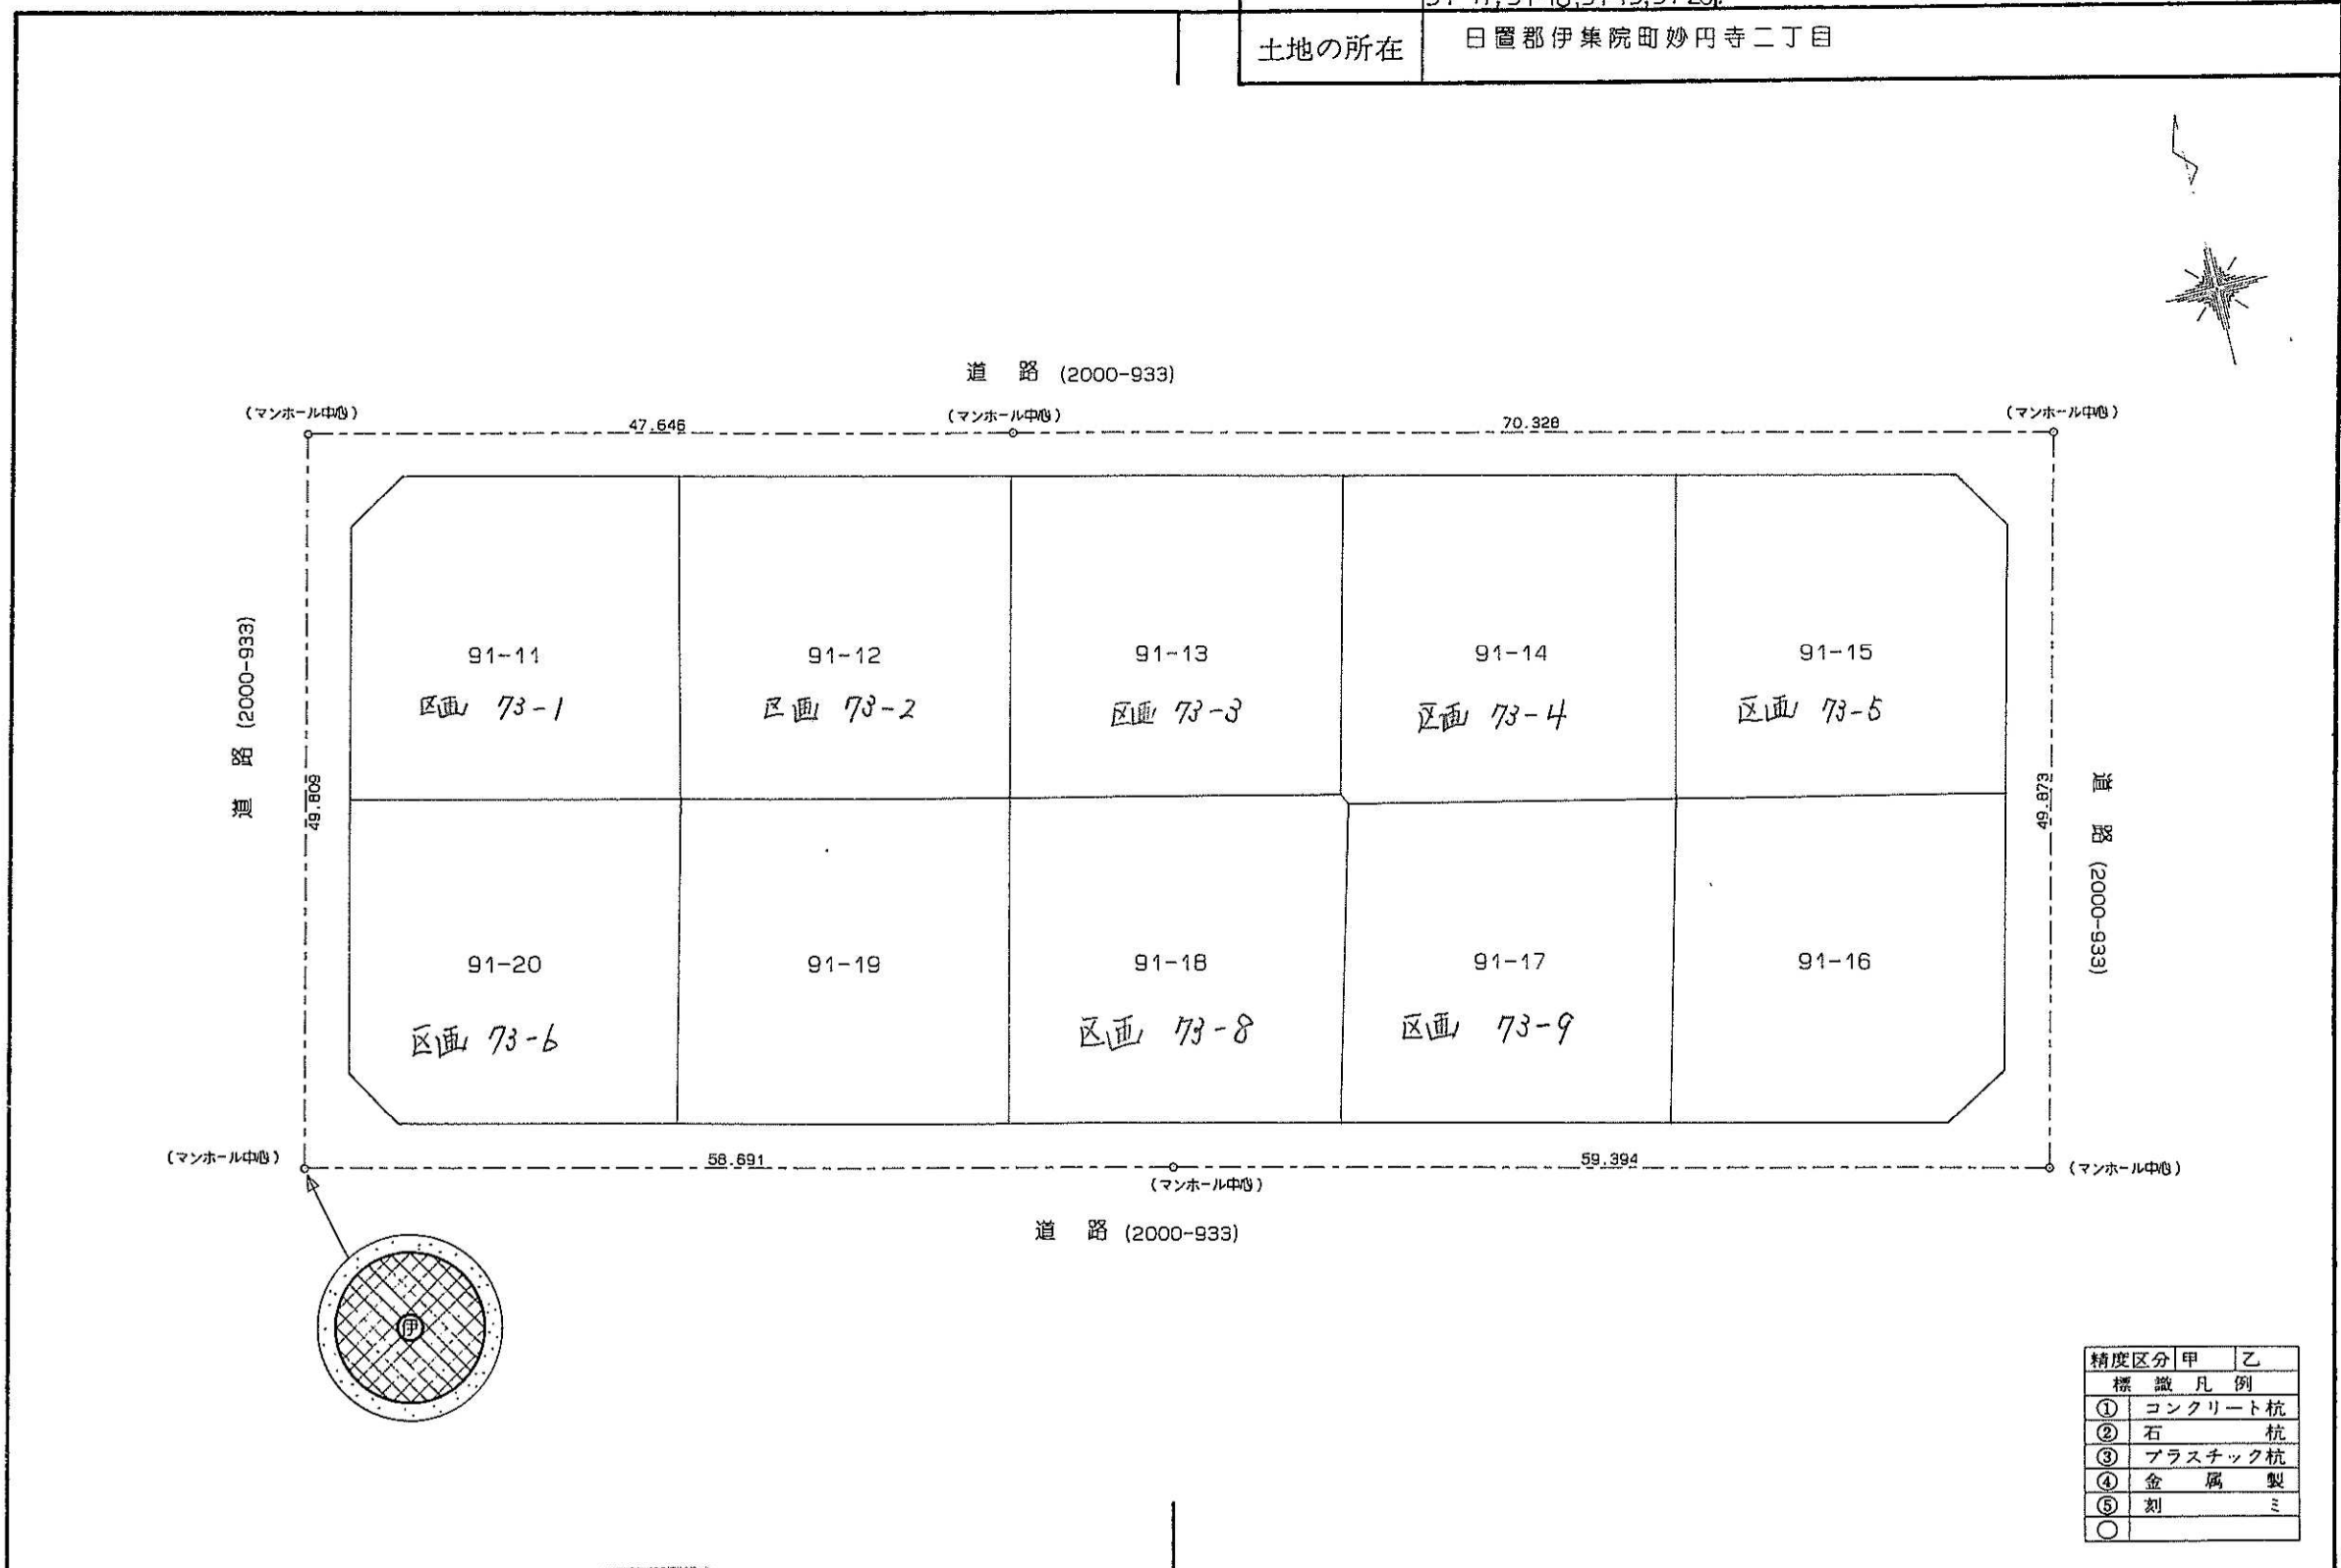 土地の所在
日置郡伊集院町妙円寺二丁目
道 路 (2000-933)
(マンホール中心)
47.646
(マンホール中心)
70.328
(マンホール中心)
道 路 (2000-933)
49.809
91-11
91-12
91-13
91-14
91-15
区画 73-1
区画 73-2
区画 73-3
区画 73-4
区画 73-5
49.873
道 路 (2000-933)
91-20
91-19
91-18
91-17
91-16
区画 73-6
区画 73-8
区画 73-9
(マンホール中心)
58.691
59.394
(マンホール中心)
(マンホール中心)
道 路 (2000-933)
伊
精度区分 甲 乙
標 識 凡 例
① コンクリート杭
② 石 杭
③ プラスチック杭
④ 金 属 製
⑤ 刻 ミ